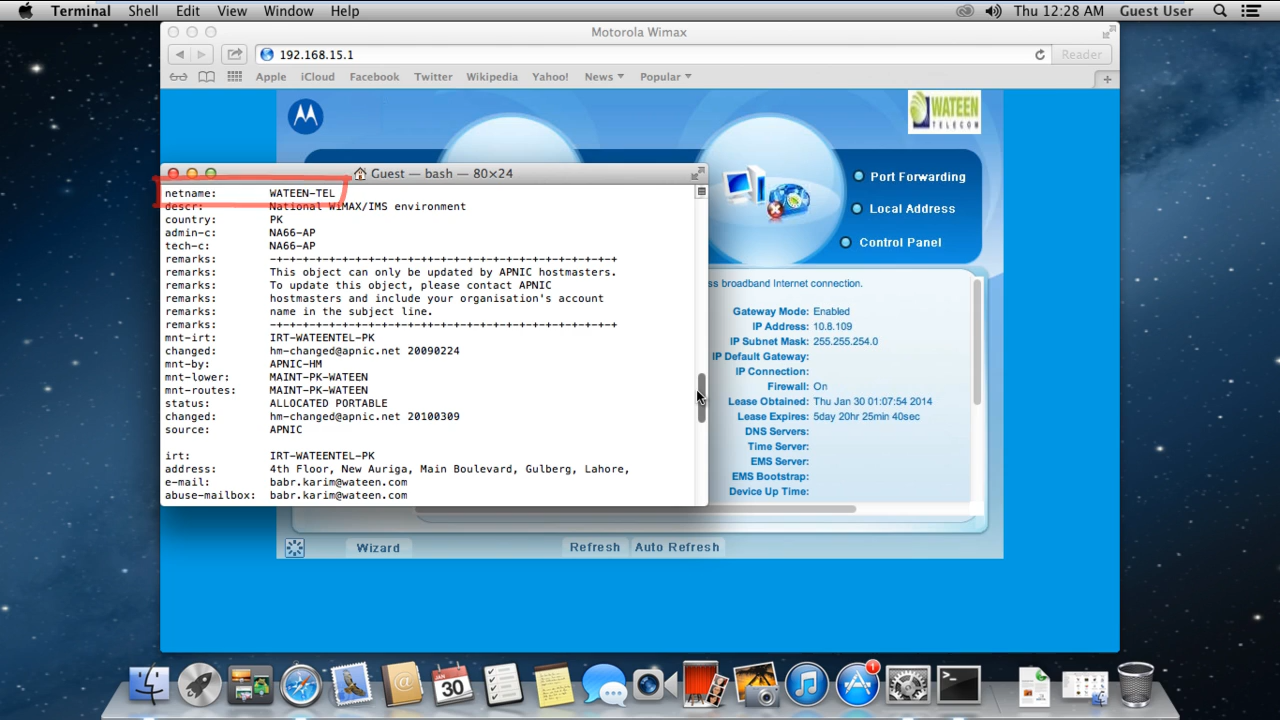 Terminal Shell Edit View Window Help Thu 12:28 AM Guest User
Motorola Wimax
192.168.15.1 Reader
Apple iCloud Facebook Twitter Wikipedia Yahoo! News Popular
WATEEN
TELECOM
Port Forwarding
Local Address
Control Panel
Guest — bash — 80×24
netname: WATEEN-TEL
descr: National WiMAX/IMS environment
country: PK
admin-c: NA66-AP
tech-c: NA66-AP
remarks: -+-+-+-+-+-+-+-+-+-+-+-+-+-+-+-+-+-+-+-+-+-+-+-+-+-+
remarks: This object can only be updated by APNIC hostmasters.
remarks: To update this object, please contact APNIC
remarks: hostmasters and include your organisation's account
remarks: name in the subject line.
remarks: -+-+-+-+-+-+-+-+-+-+-+-+-+-+-+-+-+-+-+-+-+-+-+-+-+-+
mnt-irt: IRT-WATEENTEL-PK
changed: hm-changed@apnic.net 20090224
mnt-by: APNIC-HM
mnt-lower: MAINT-PK-WATEEN
mnt-routes: MAINT-PK-WATEEN
status: ALLOCATED PORTABLE
changed: hm-changed@apnic.net 20100309
source: APNIC
irt: IRT-WATEENTEL-PK
address: 4th Floor, New Auriga, Main Boulevard, Gulberg, Lahore,
e-mail: babr.karim@wateen.com
abuse-mailbox: babr.karim@wateen.com
ss broadband Internet connection.
Gateway Mode: Enabled
IP Address: 10.8.109
IP Subnet Mask: 255.255.254.0
IP Default Gateway:
IP Connection:
Firewall: On
Lease Obtained: Thu Jan 30 01:07:54 2014
Lease Expires: 5day 20hr 25min 40sec
DNS Servers:
Time Server:
EMS Server:
EMS Bootstrap:
Device Up Time:
Wizard Refresh Auto Refresh
JAN
30
1